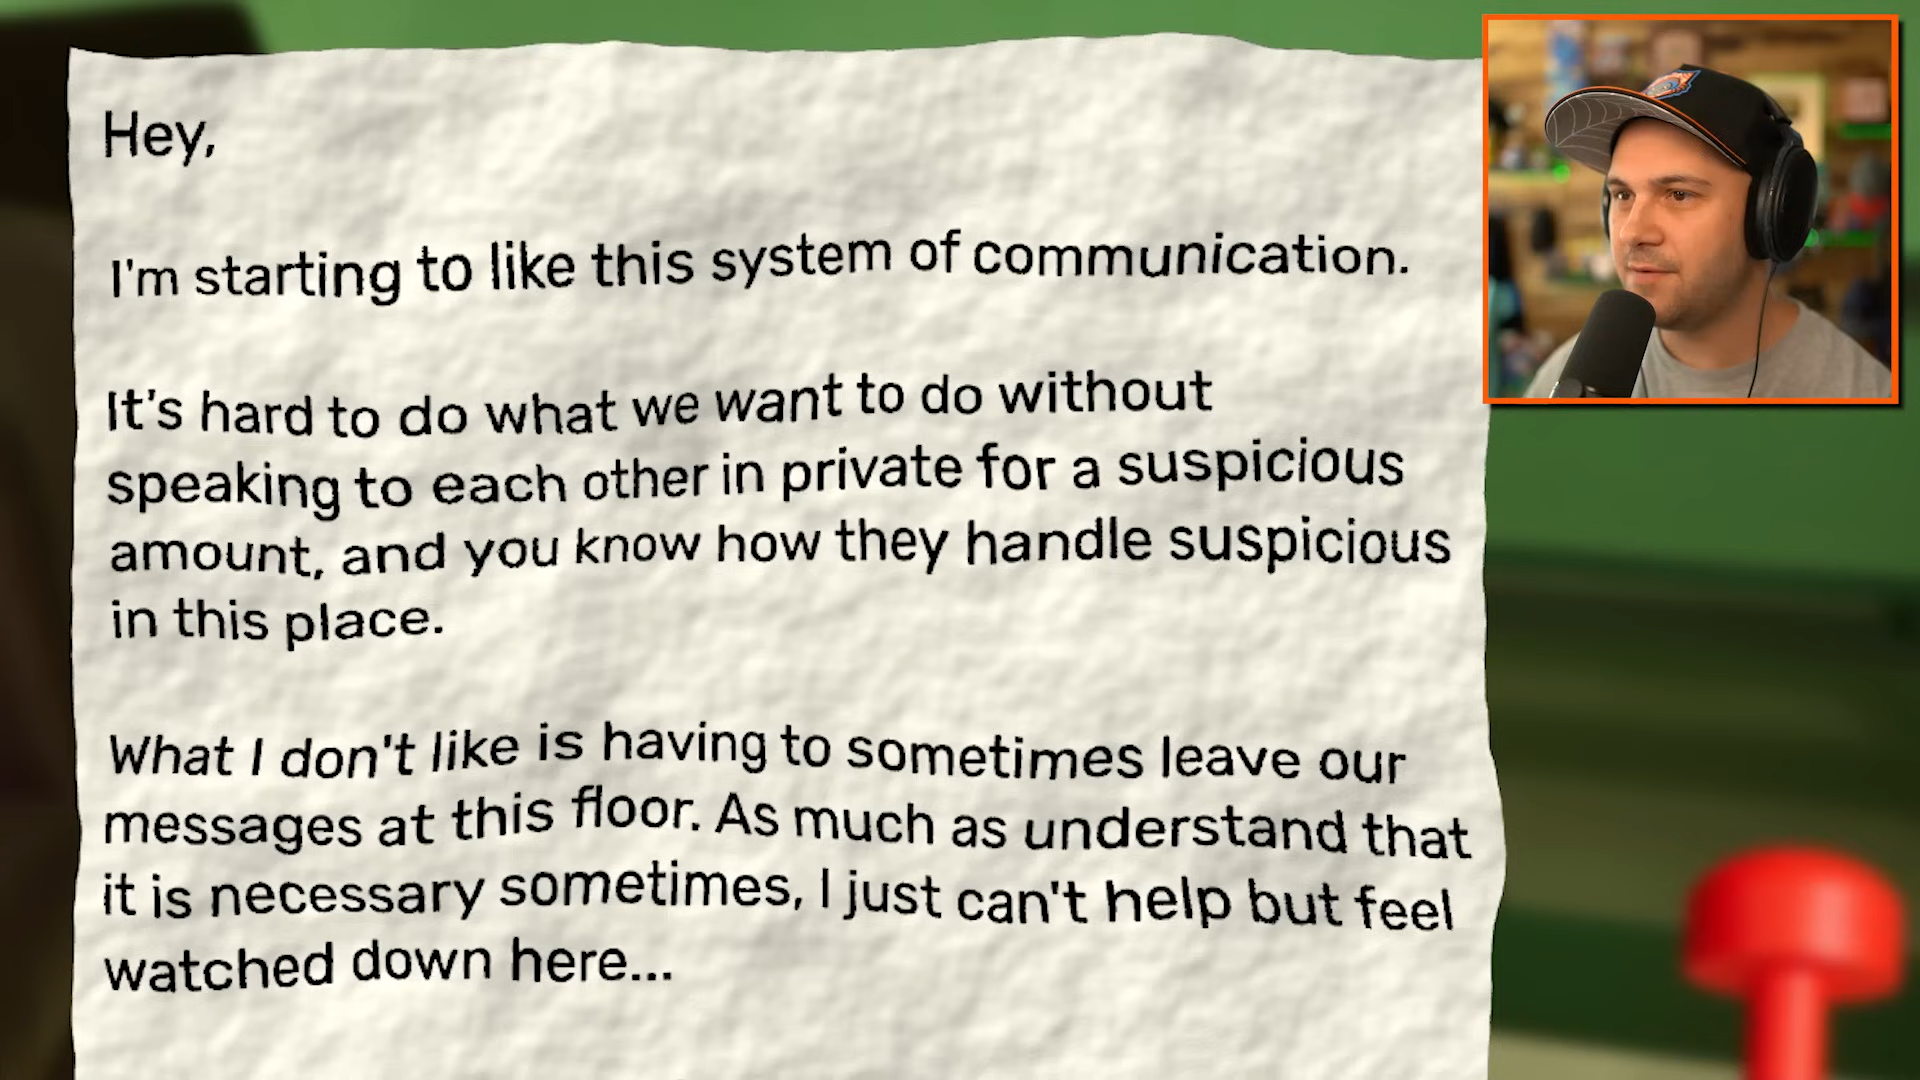 Hey,
I'm starting to like this system of communication.
It's hard to do what we want to do without
speaking to each other in private for a suspicious
amount, and you know how they handle suspicious
in this place.
What I don't like is having to sometimes leave our
messages at this floor. As much as understand that
it is necessary sometimes, I just can't help but feel
watched down here...